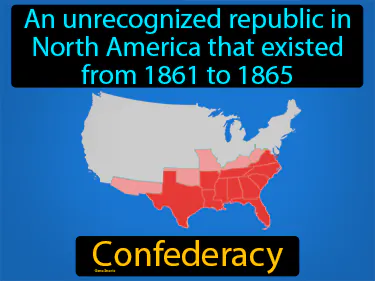 An unrecognized republic in
North America that existed
from 1861 to 1865
Confederacy